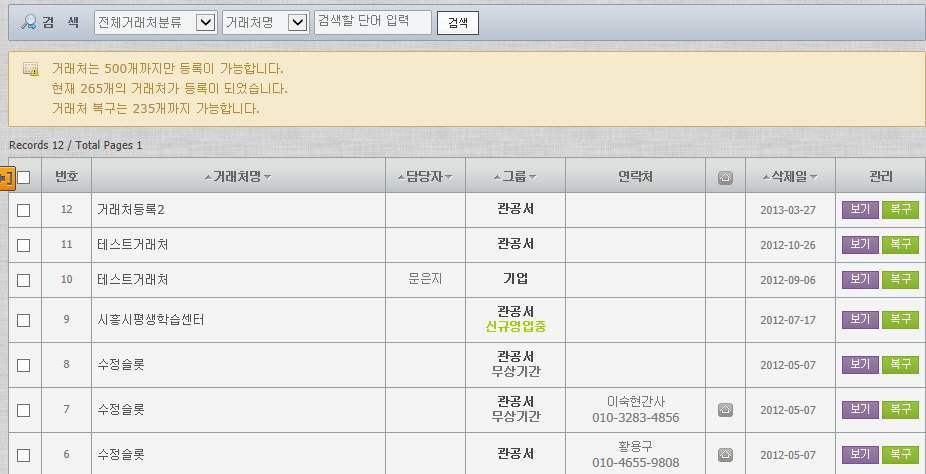 검 색 전체거래처분류 거래처명 검색할 단어 입력 검색
거래처는 500개까지만 등록이 가능합니다.
현재 265개의 거래처가 등록이 되었습니다.
거래처 복구는 235개까지 가능합니다.
Records 12 / Total Pages 1
번호 거래처명 담당자 그룹 연락처 삭제일 관리
12 거래처등록2 관공서 2013-03-27 보기 복구
11 테스트거래처 관공서 2012-10-26 보기 복구
10 테스트거래처 문은지 기업 2012-09-06 보기 복구
9 시흥시평생학습센터 관공서 2012-07-17 보기 복구
신규영업중
8 수정슬롯 관공서 2012-05-07 보기 복구
무상기간
7 수정슬롯 관공서 이숙현간사 2012-05-07 보기 복구
무상기간 010-3283-4856
6 수정슬롯 관공서 황용구 2012-05-07 보기 복구
010-4655-9808